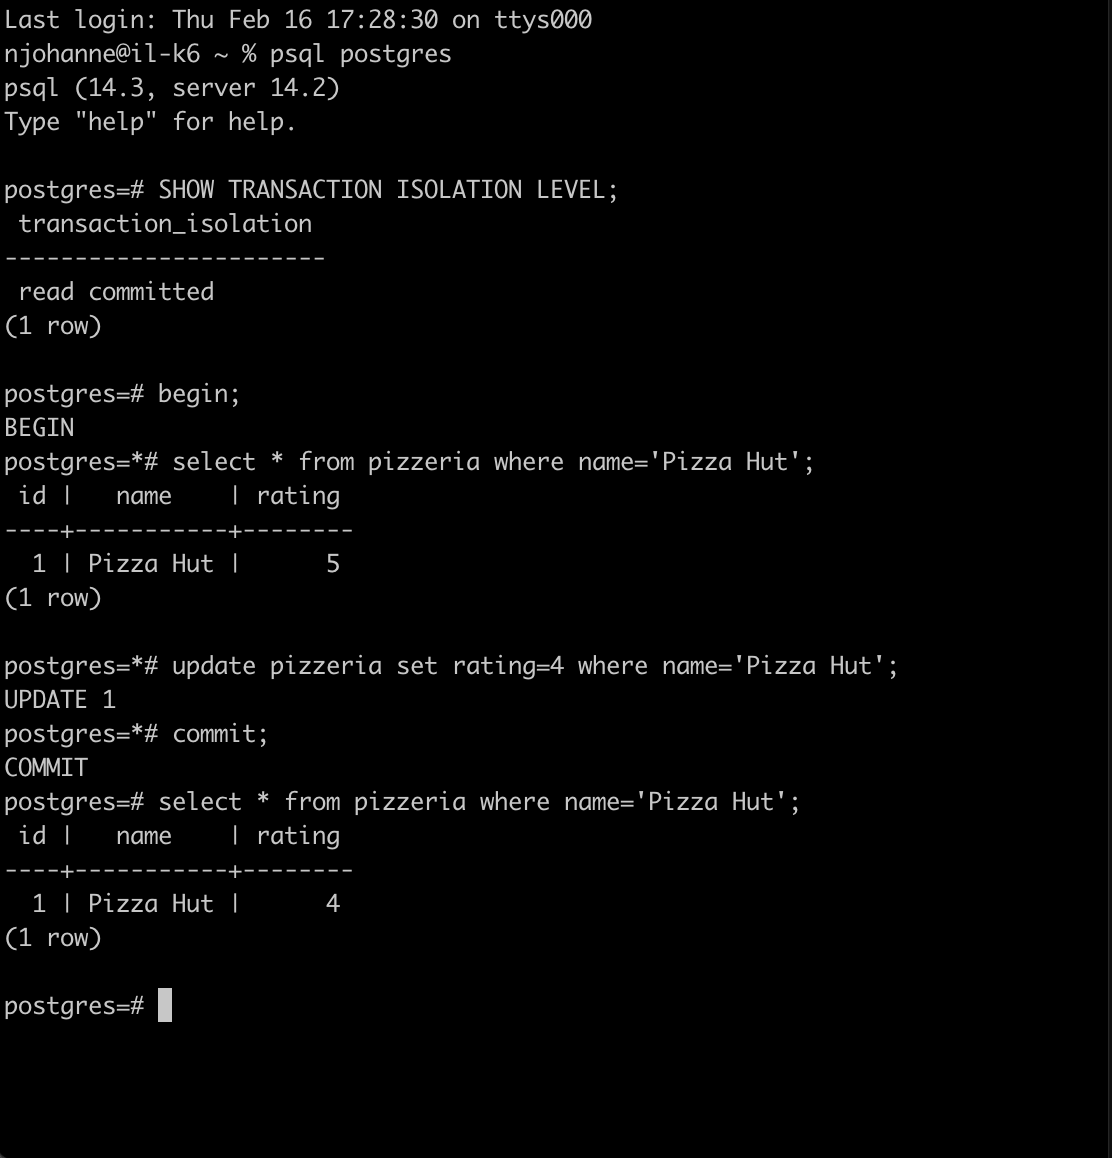 Last login: Thu Feb 16 17:28:30 on ttys000
njohanne@il-k6 ~ % psql postgres
psql (14.3, server 14.2)
Type "help" for help.

postgres=# SHOW TRANSACTION ISOLATION LEVEL;
 transaction_isolation
-----------------------
 read committed
(1 row)

postgres=# begin;
BEGIN
postgres=*# select * from pizzeria where name='Pizza Hut';
 id |   name    | rating
----+-----------+--------
  1 | Pizza Hut |      5
(1 row)

postgres=*# update pizzeria set rating=4 where name='Pizza Hut';
UPDATE 1
postgres=*# commit;
COMMIT
postgres=# select * from pizzeria where name='Pizza Hut';
 id |   name    | rating
----+-----------+--------
  1 | Pizza Hut |      4
(1 row)

postgres=#